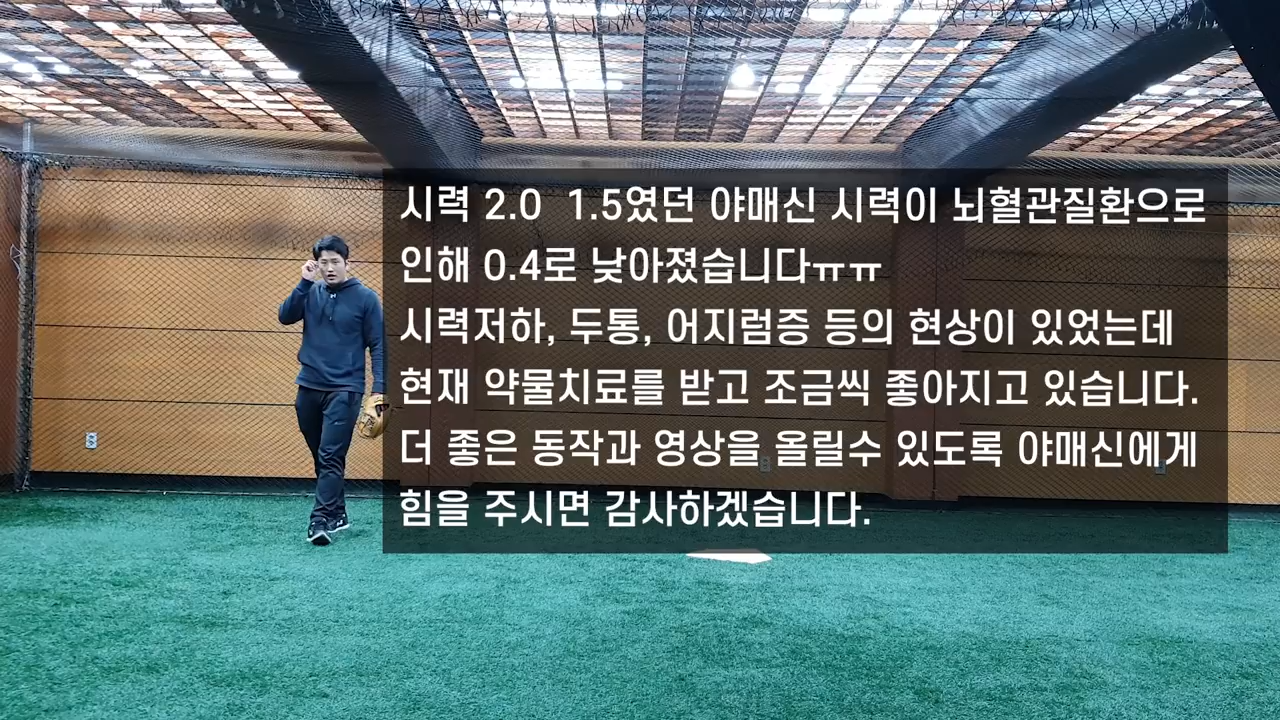 시력 2.0  1.5였던 야매신 시력이 뇌혈관질환으로
인해 0.4로 낮아졌습니다ㅠㅠ
시력저하, 두통, 어지럼증 등의 현상이 있었는데
현재 약물치료를 받고 조금씩 좋아지고 있습니다.
더 좋은 동작과 영상을 올릴수 있도록 야매신에게
힘을 주시면 감사하겠습니다.